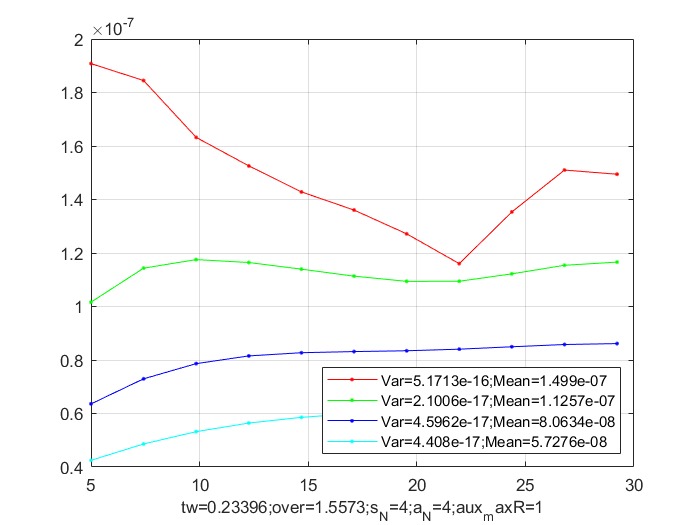 ×10^-7
2
1.8
1.6
1.4
1.2
1
0.8
0.6
0.4
Var=5.1713e-16;Mean=1.499e-07
Var=2.1006e-17;Mean=1.1257e-07
Var=4.5962e-17;Mean=8.0634e-08
Var=4.408e-17;Mean=5.7276e-08
5 10 15 20 25 30
tw=0.23396;over=1.5573;s_N=4;a_N=4;aux_maxR=1